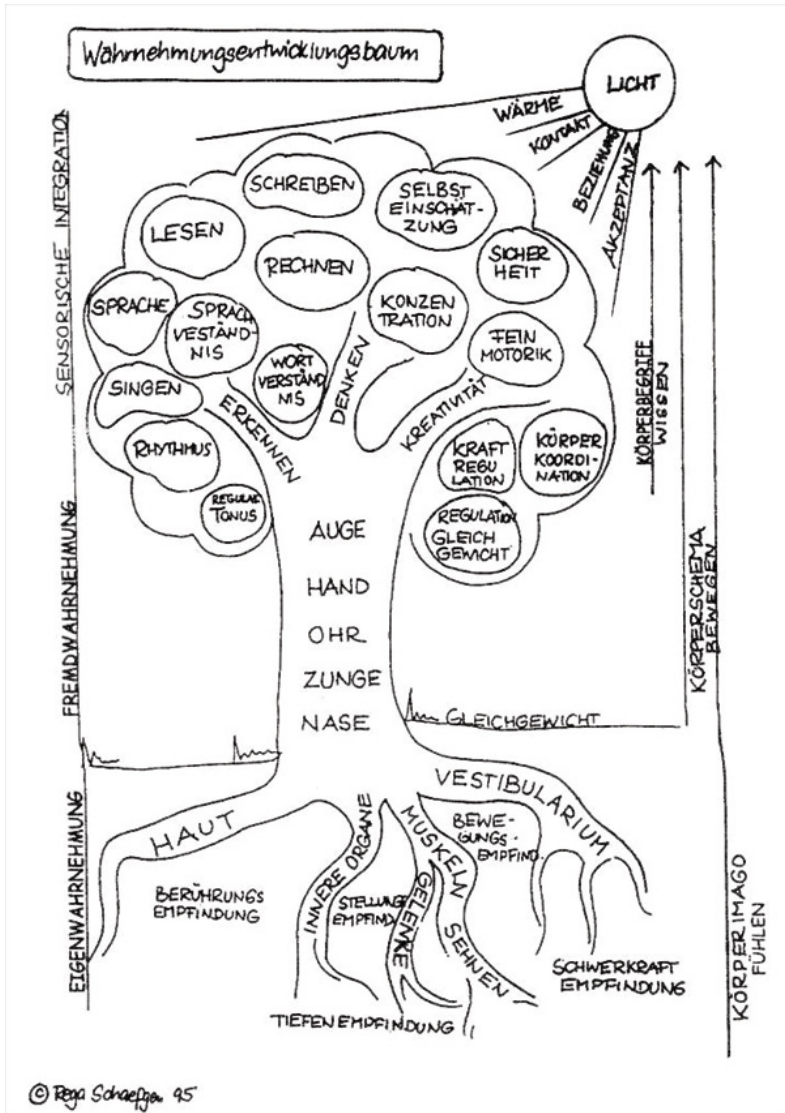 Wahrnehmungsentwicklungsbaum
LICHT
WÄRME
KONTAKT
BEZIEHUNG
AKZEPTANZ
SENSORISCHE INTEGRATION
FREMDWAHRNEHMUNG
EIGENWAHRNEHMUNG
SCHREIBEN
SELBST
EINSCHÄT-
ZUNG
LESEN
RECHNEN
SICHER
HEIT
SPRACHE
SPRACH
VESTÄND-
NIS
KONZEN
TRATION
WORT
VERSTÄND
NIS
FEIN
MOTORIK
SINGEN
ERKENNEN
DENKEN
KREATIVITÄT
RHYTHMUS
KRAFT
REGU
LATION
KÖRPER
KOORDI-
NATION
TONUS
REGULATION
GLEICH
GEWICHT
KÖRPERBEGRIFF
WISSEN
KÖRPERSCHEMA
BEWEGEN
KÖRPERIMAGO
FÜHLEN
AUGE
HAND
OHR
ZUNGE
NASE
GLEICHGEWICHT
HAUT
INNERE ORGANE
MUSKELN
GELENKE
SEHNEN
VESTIBULARIUM
BEWE-
GUNGS-
EMPFIND.
BERÜHRUNGS
EMPFINDUNG
STELLUNGS
EMPFIND.
SCHWERKRAFT
EMPFINDUNG
TIEFENEMPFINDUNG
© Rega Schaefgen 95